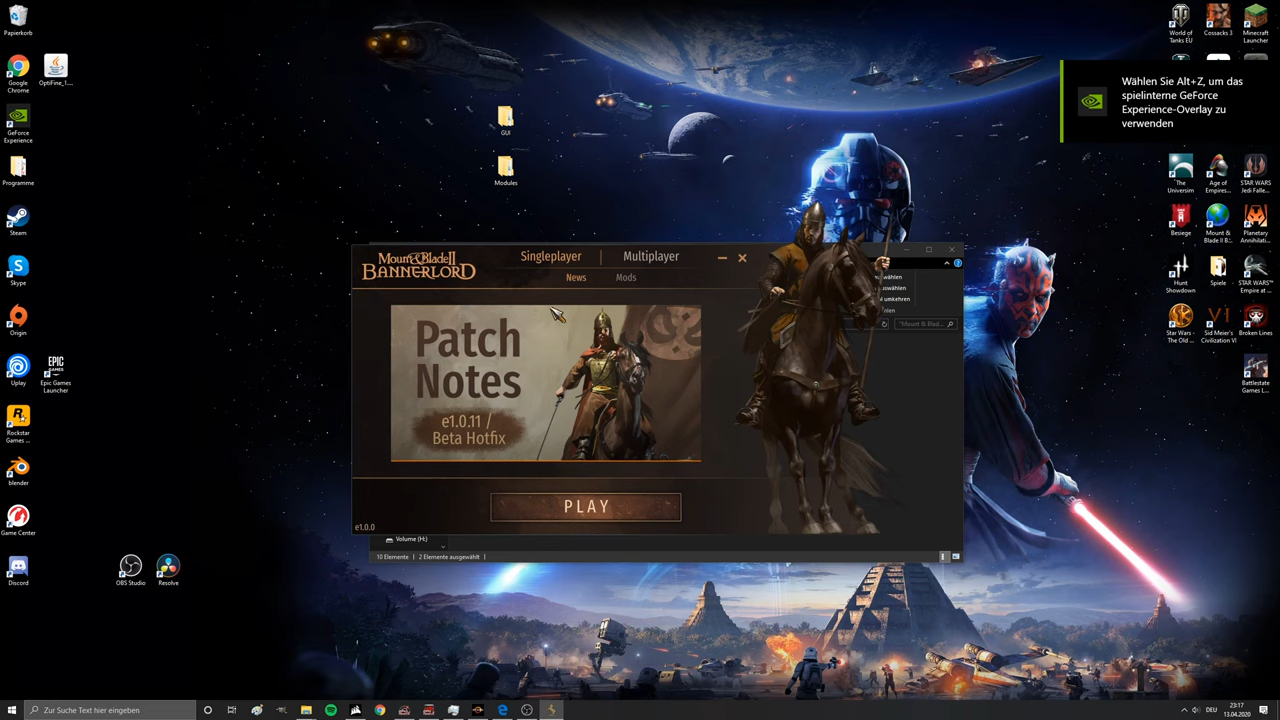 Papierkorb
Google
Chrome
OptiFine_1....
GeForce
Experience
Programme
Steam
Skype
Origin
Uplay
EPIC
GAMES
Epic Games
Launcher
Rockstar
Games ...
blender
Game Center
Discord
OBS Studio
Resolve
GUI
Modules
World of
Tanks EU
Cossacks 3
Minecraft
Launcher
Wählen Sie Alt+Z, um das
spielinterne GeForce
Experience-Overlay zu
verwenden
The
Universim
Age of
Empires...
STAR WARS
Jedi Falle...
Besiege
Mount &
Blade II B...
Planetary
Annihilati...
Hunt
Showdown
Spiele
STAR WARS™
Empire at ...
Star Wars -
The Old ...
VI
Sid Meier's
Civilization VI
Broken Lines
Battlestate
Games L...
Mount Blade II
BANNERLORD
Singleplayer
Multiplayer
News
Mods
Patch
Notes
e1.0.11 /
Beta Hotfix
PLAY
e1.0.0
"Mount & Blad...
Volume (H:)
10 Elemente
2 Elemente ausgewählt
Zur Suche Text hier eingeben
DEU
23:17
13.04.2020